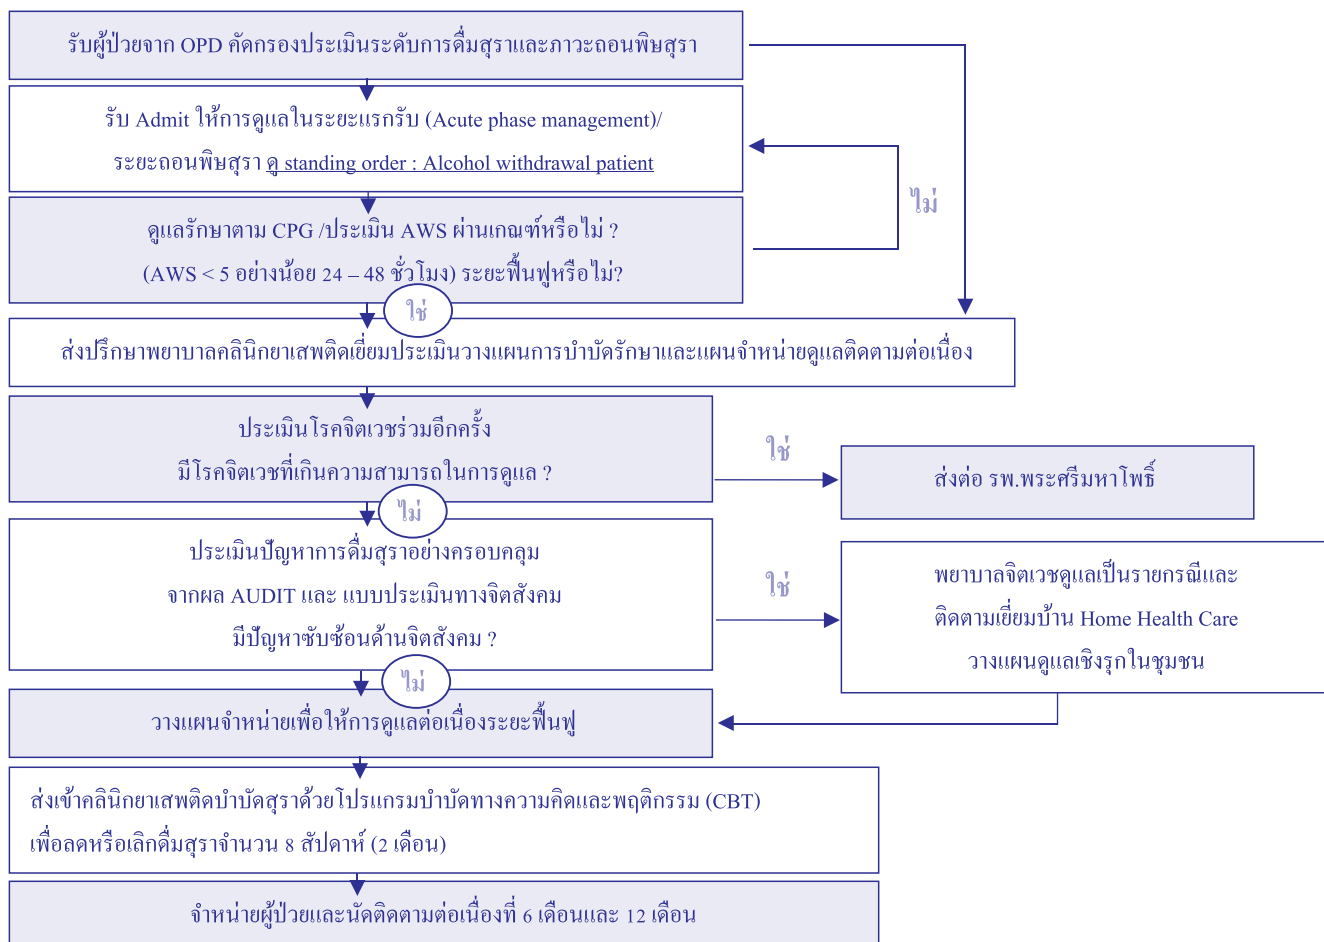 รับผู้ป่วยจาก OPD คัดกรองประเมินระดับการดื่มสุราและภาวะถอนพิษสุรา
รับ Admit ให้การดูแลในระยะแรกรับ (Acute phase management)/
ระยะถอนพิษสุรา ดู standing order : Alcohol withdrawal patient
ไม่
ดูแลรักษาตาม CPG /ประเมิน AWS ผ่านเกณฑ์หรือไม่ ?
(AWS < 5 อย่างน้อย 24 – 48 ชั่วโมง) ระยะฟื้นฟูหรือไม่?
ใช่
ส่งปรึกษาพยาบาลคลินิกยาเสพติดเยี่ยมประเมินวางแผนการบำบัดรักษาและแผนจำหน่ายดูแลติดตามต่อเนื่อง
ประเมินโรคจิตเวชร่วมอีกครั้ง
มีโรคจิตเวชที่เกินความสามารถในการดูแล ?
ใช่
ส่งต่อ รพ.พระศรีมหาโพธิ์
ไม่
ประเมินปัญหาการดื่มสุราอย่างครอบคลุม
จากผล AUDIT และ แบบประเมินทางจิตสังคม
มีปัญหาซับซ้อนด้านจิตสังคม ?
ใช่
พยาบาลจิตเวชดูแลเป็นรายกรณีและ
ติดตามเยี่ยมบ้าน Home Health Care
วางแผนดูแลเชิงรุกในชุมชน
ไม่
วางแผนจำหน่ายเพื่อให้การดูแลต่อเนื่องระยะฟื้นฟู
ส่งเข้าคลินิกยาเสพติดบำบัดสุราด้วยโปรแกรมบำบัดทางความคิดและพฤติกรรม (CBT)
เพื่อลดหรือเลิกดื่มสุราจำนวน 8 สัปดาห์ (2 เดือน)
จำหน่ายผู้ป่วยและนัดติดตามต่อเนื่องที่ 6 เดือนและ 12 เดือน